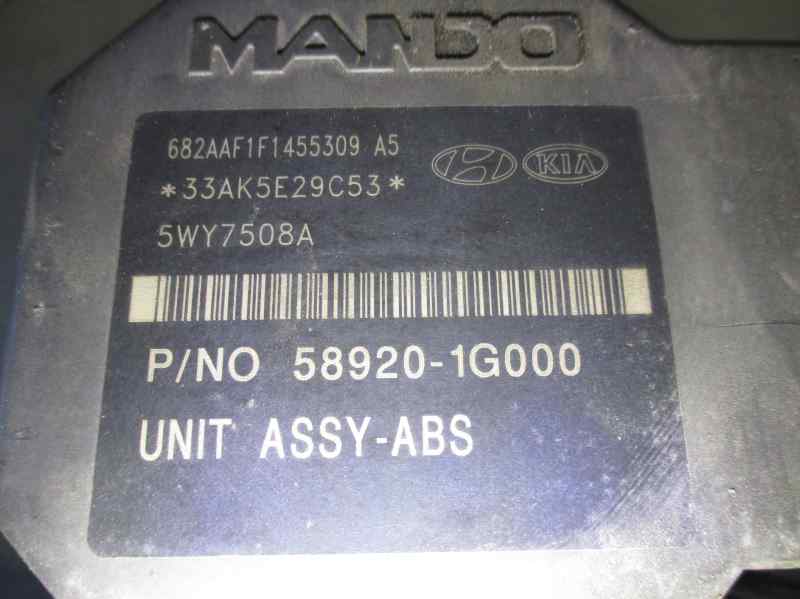 MANDO
682AAF1F1455309 A5
KIA
*33AK5E29C53*
5WY7508A
P/NO 58920-1G000
UNIT ASSY-ABS